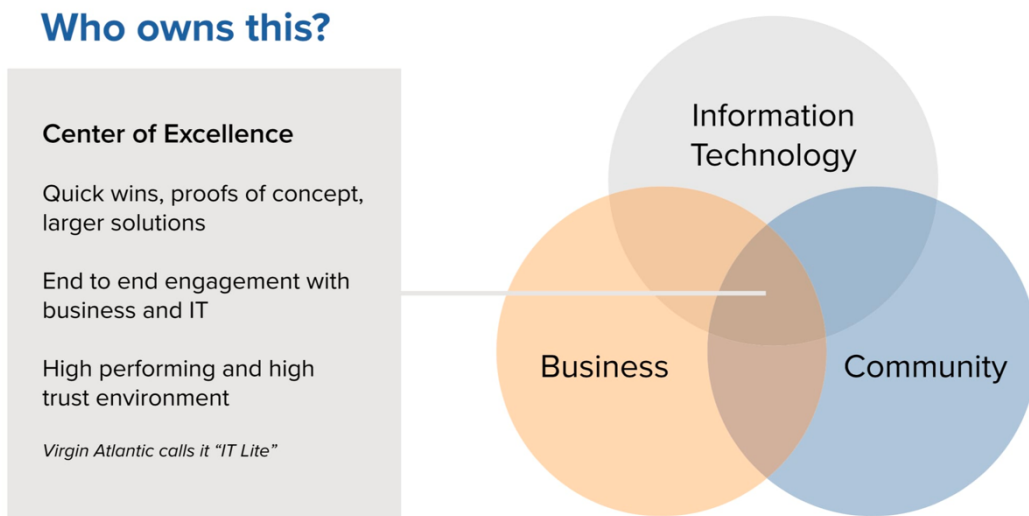 Who owns this?
Center of Excellence
Quick wins, proofs of concept,
larger solutions
End to end engagement with
business and IT
High performing and high
trust environment
Virgin Atlantic calls it “IT Lite”
Information
Technology
Business
Community